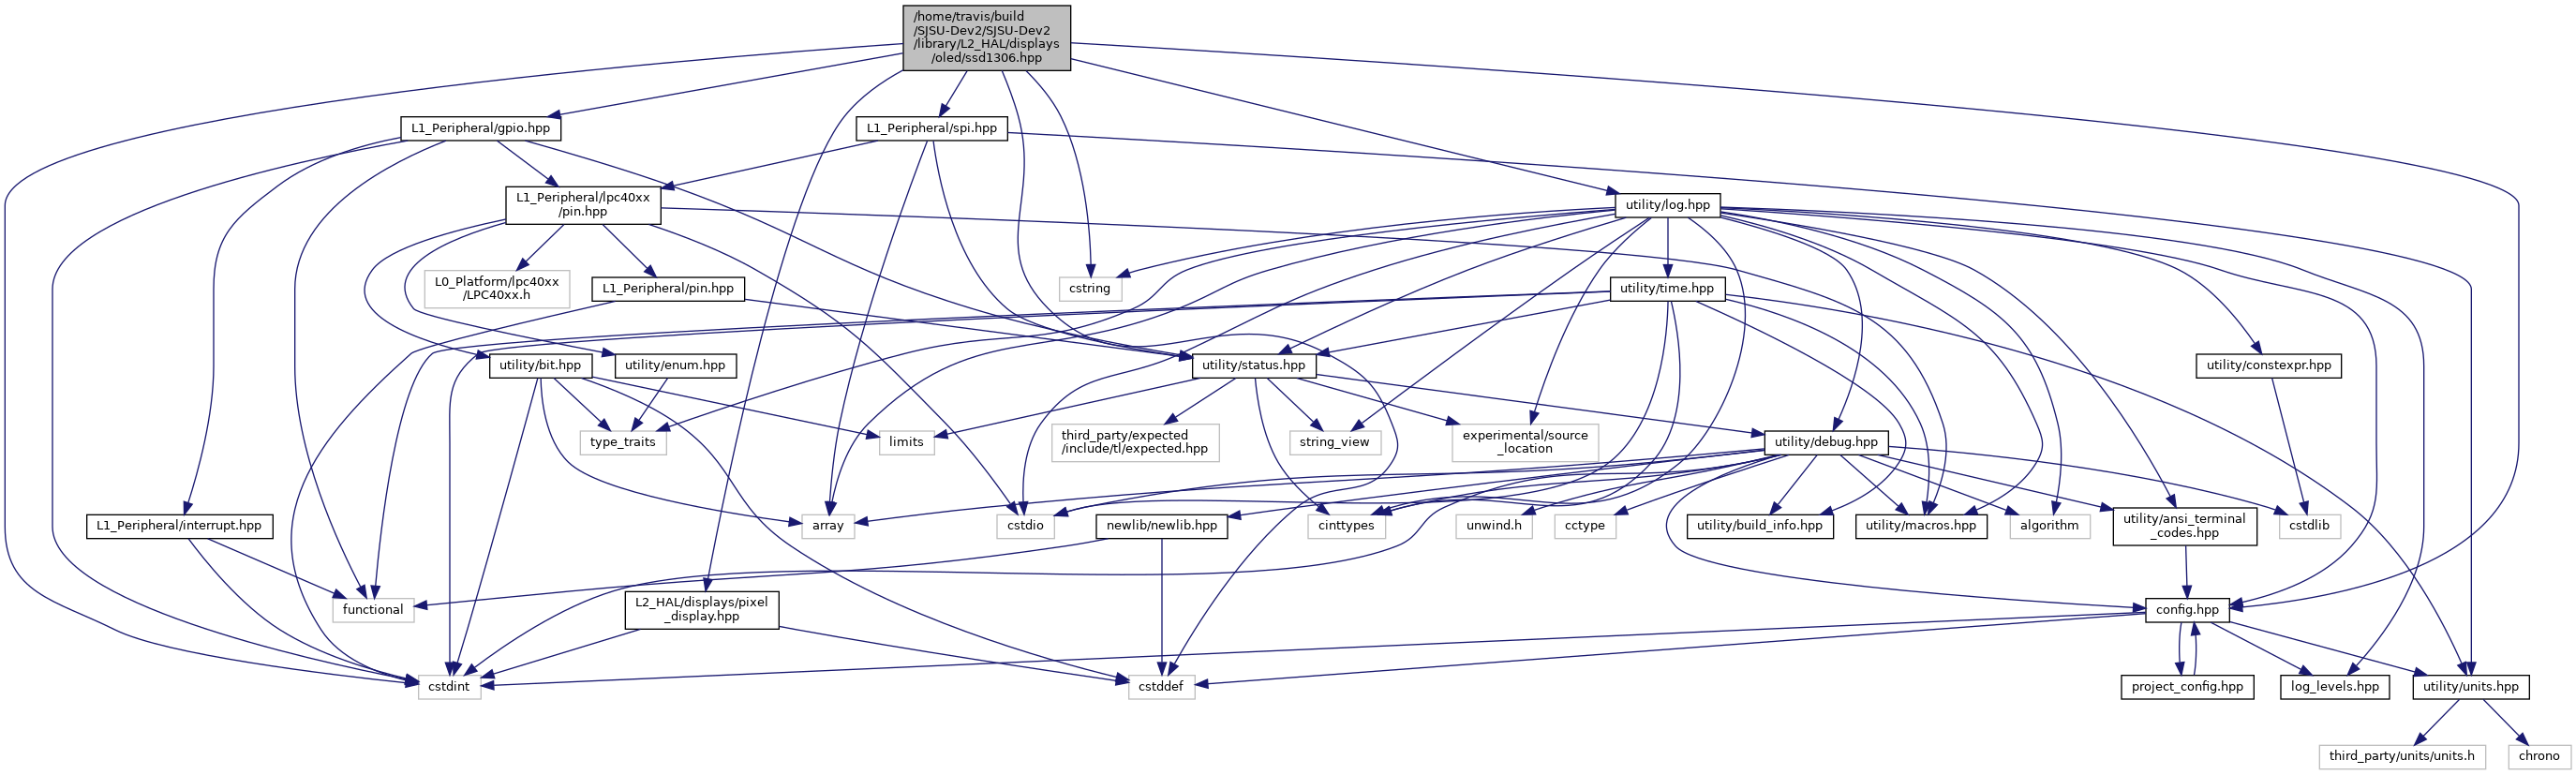 /home/travis/build
/SJSU-Dev2/SJSU-Dev2
/library/L2_HAL/displays
/oled/ssd1306.hpp
L1_Peripheral/gpio.hpp
L1_Peripheral/spi.hpp
L1_Peripheral/lpc40xx
/pin.hpp
utility/log.hpp
L0_Platform/lpc40xx
/LPC40xx.h
L1_Peripheral/pin.hpp
cstring
utility/time.hpp
utility/bit.hpp
utility/enum.hpp
utility/status.hpp
utility/constexpr.hpp
type_traits
limits
third_party/expected
/include/tl/expected.hpp
string_view
experimental/source
_location
utility/debug.hpp
L1_Peripheral/interrupt.hpp
array
cstdio
newlib/newlib.hpp
cinttypes
unwind.h
cctype
utility/build_info.hpp
utility/macros.hpp
algorithm
utility/ansi_terminal
_codes.hpp
cstdlib
functional
L2_HAL/displays/pixel
_display.hpp
config.hpp
cstdint
cstddef
project_config.hpp
log_levels.hpp
utility/units.hpp
third_party/units/units.h
chrono